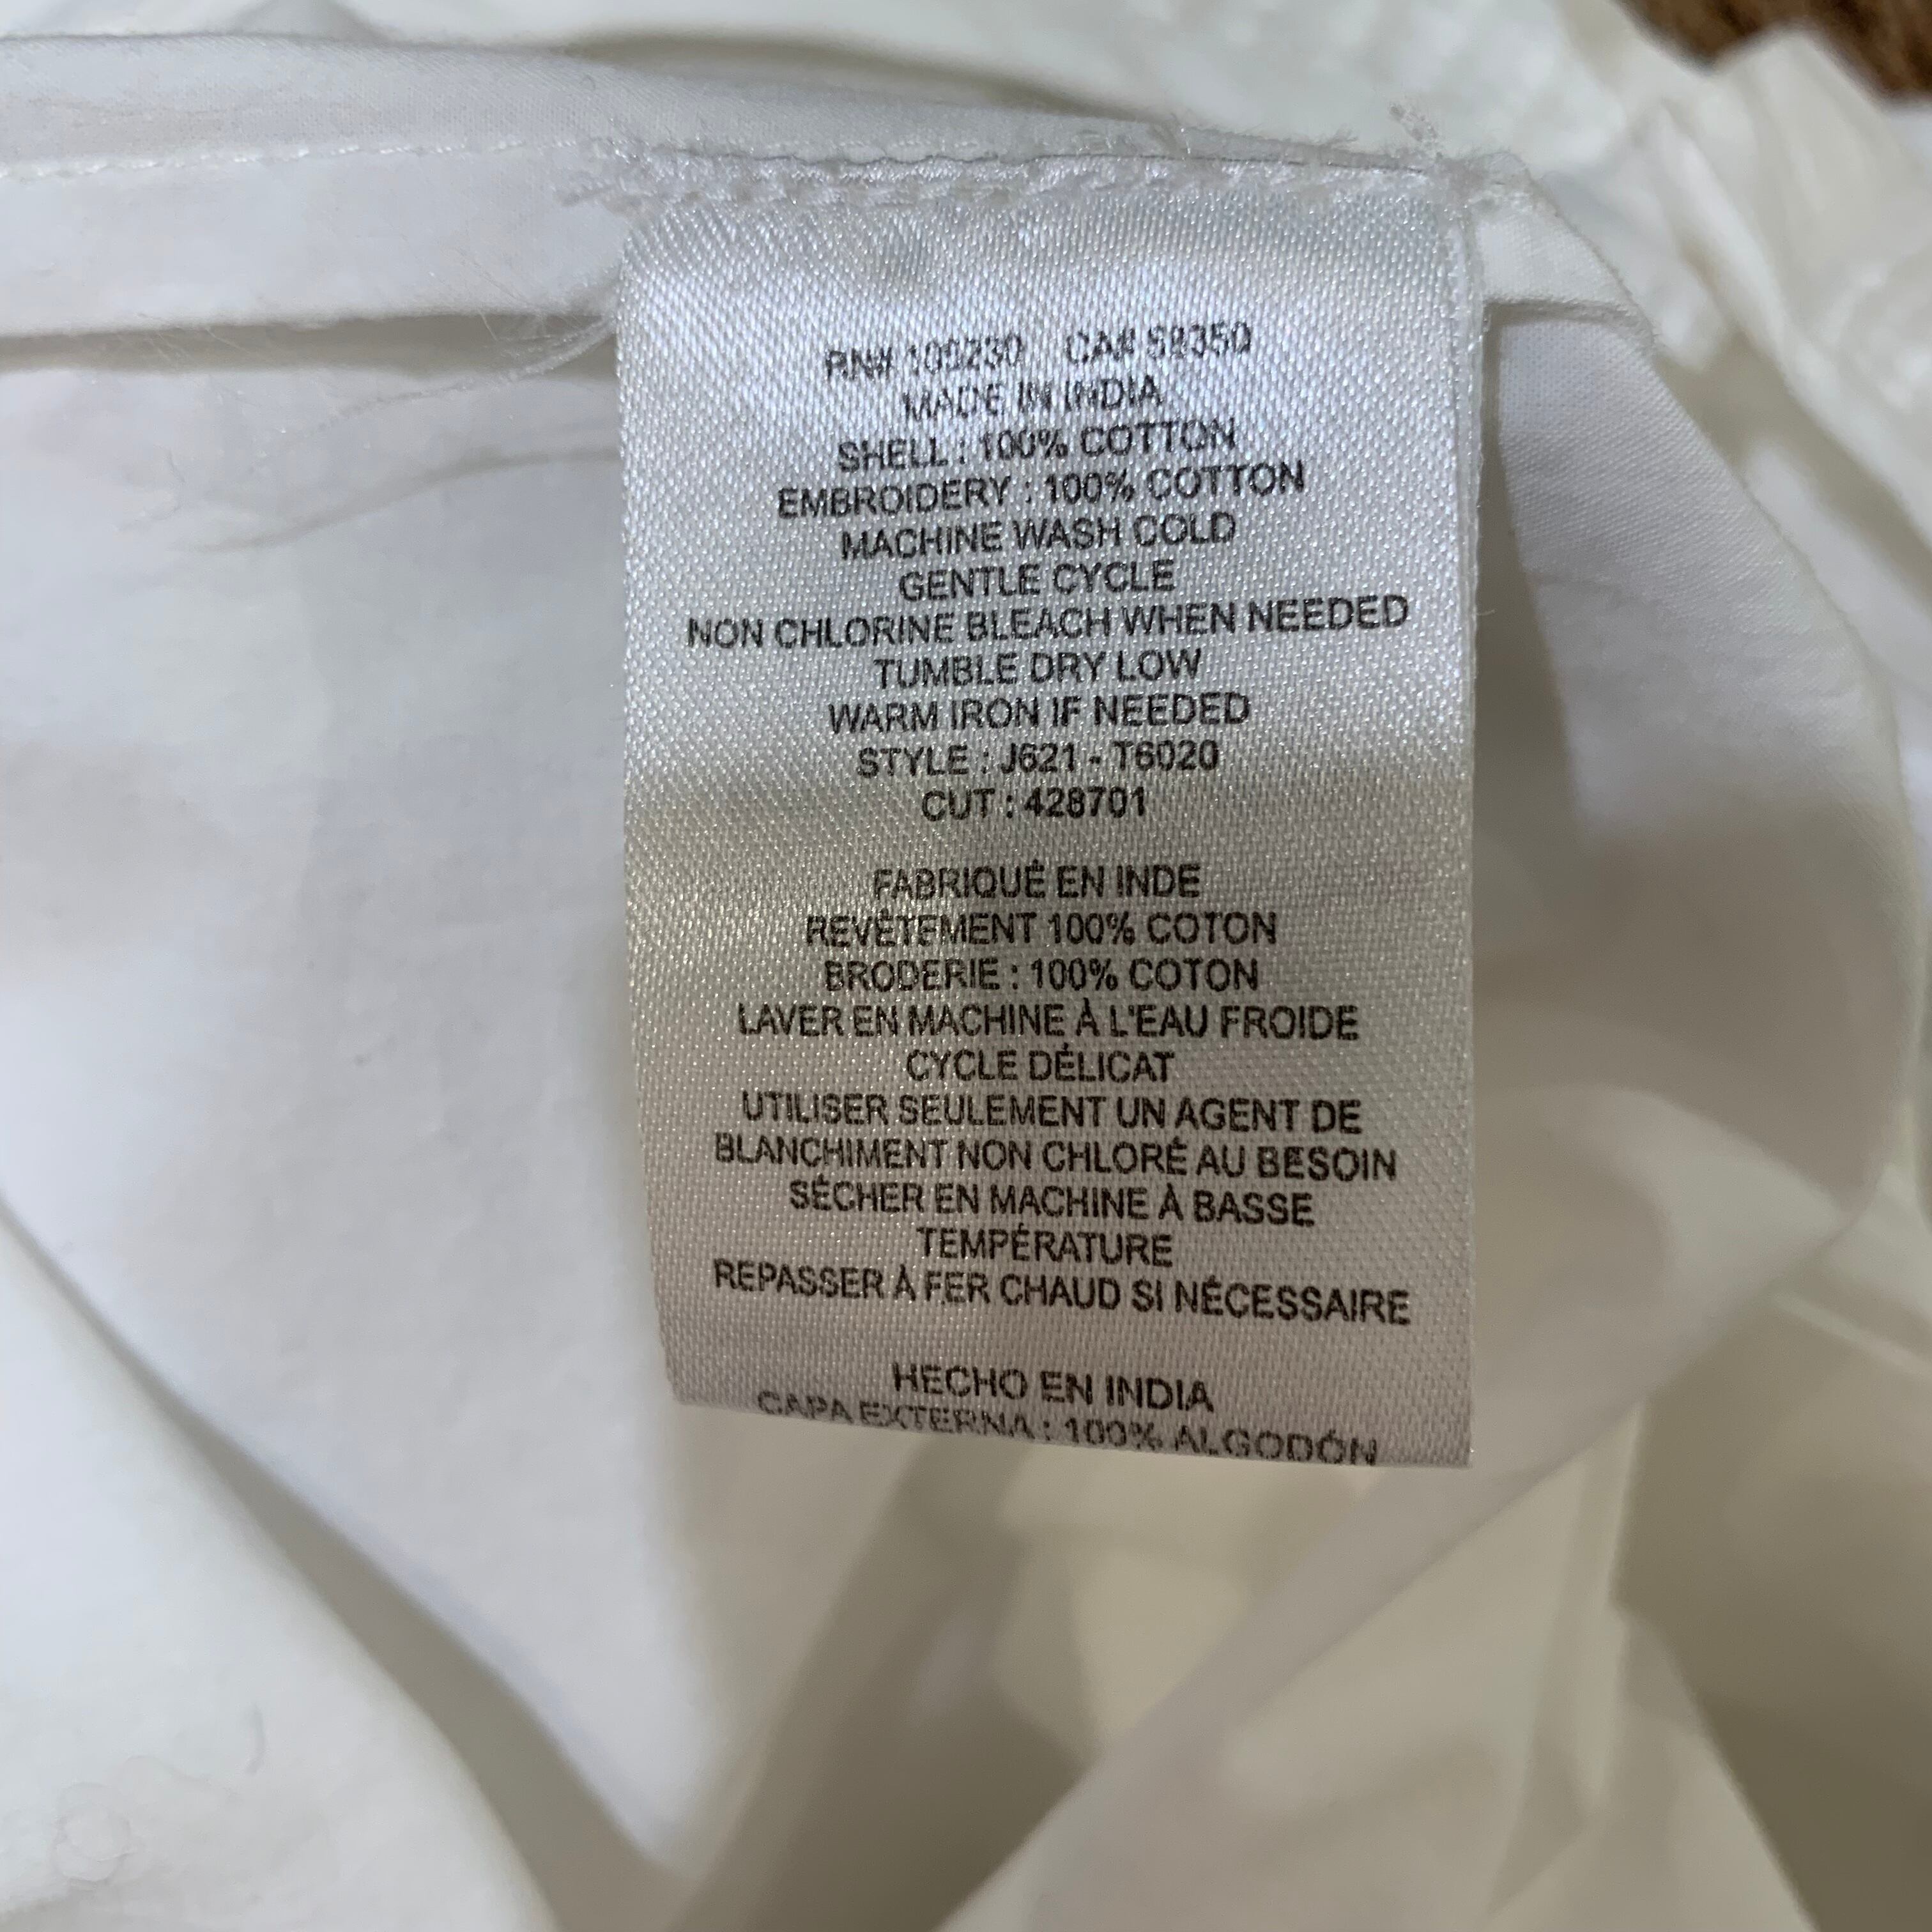 RN# 109230 CA# 58350
MADE IN INDIA
SHELL : 100% COTTON
EMBROIDERY : 100% COTTON
MACHINE WASH COLD
GENTLE CYCLE
NON CHLORINE BLEACH WHEN NEEDED
TUMBLE DRY LOW
WARM IRON IF NEEDED
STYLE : J621 - T6020
CUT : 428701
FABRIQUÉ EN INDE
REVÊTEMENT 100% COTON
BRODERIE : 100% COTON
LAVER EN MACHINE À L'EAU FROIDE
CYCLE DÉLICAT
UTILISER SEULEMENT UN AGENT DE
BLANCHIMENT NON CHLORÉ AU BESOIN
SÉCHER EN MACHINE À BASSE
TEMPÉRATURE
REPASSER À FER CHAUD SI NÉCESSAIRE
HECHO EN INDIA
CAPA EXTERNA : 100% ALGODÓN